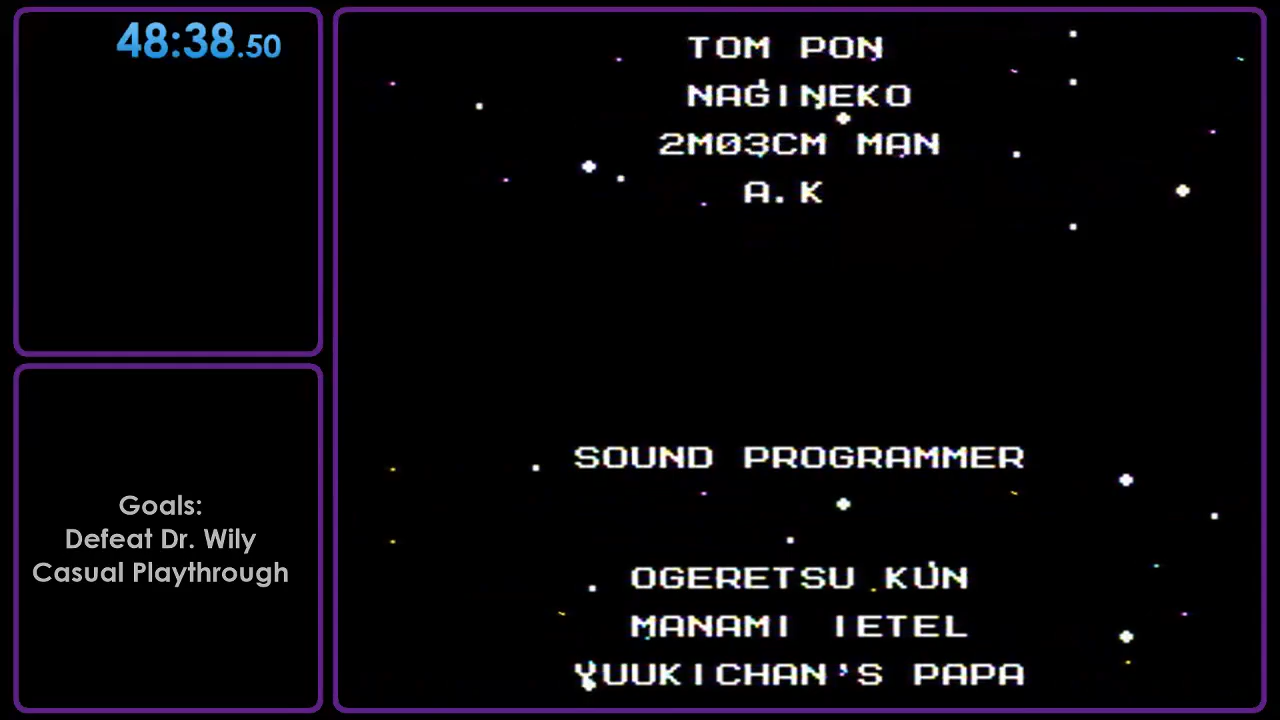 48:38.50
TOM PON
NAGINEKO
2M03CM MAN
A.K
SOUND PROGRAMMER
OGERETSU KUN
MANAMI IETEL
YUUKICHAN'S PAPA
Goals:
Defeat Dr. Wily
Casual Playthrough